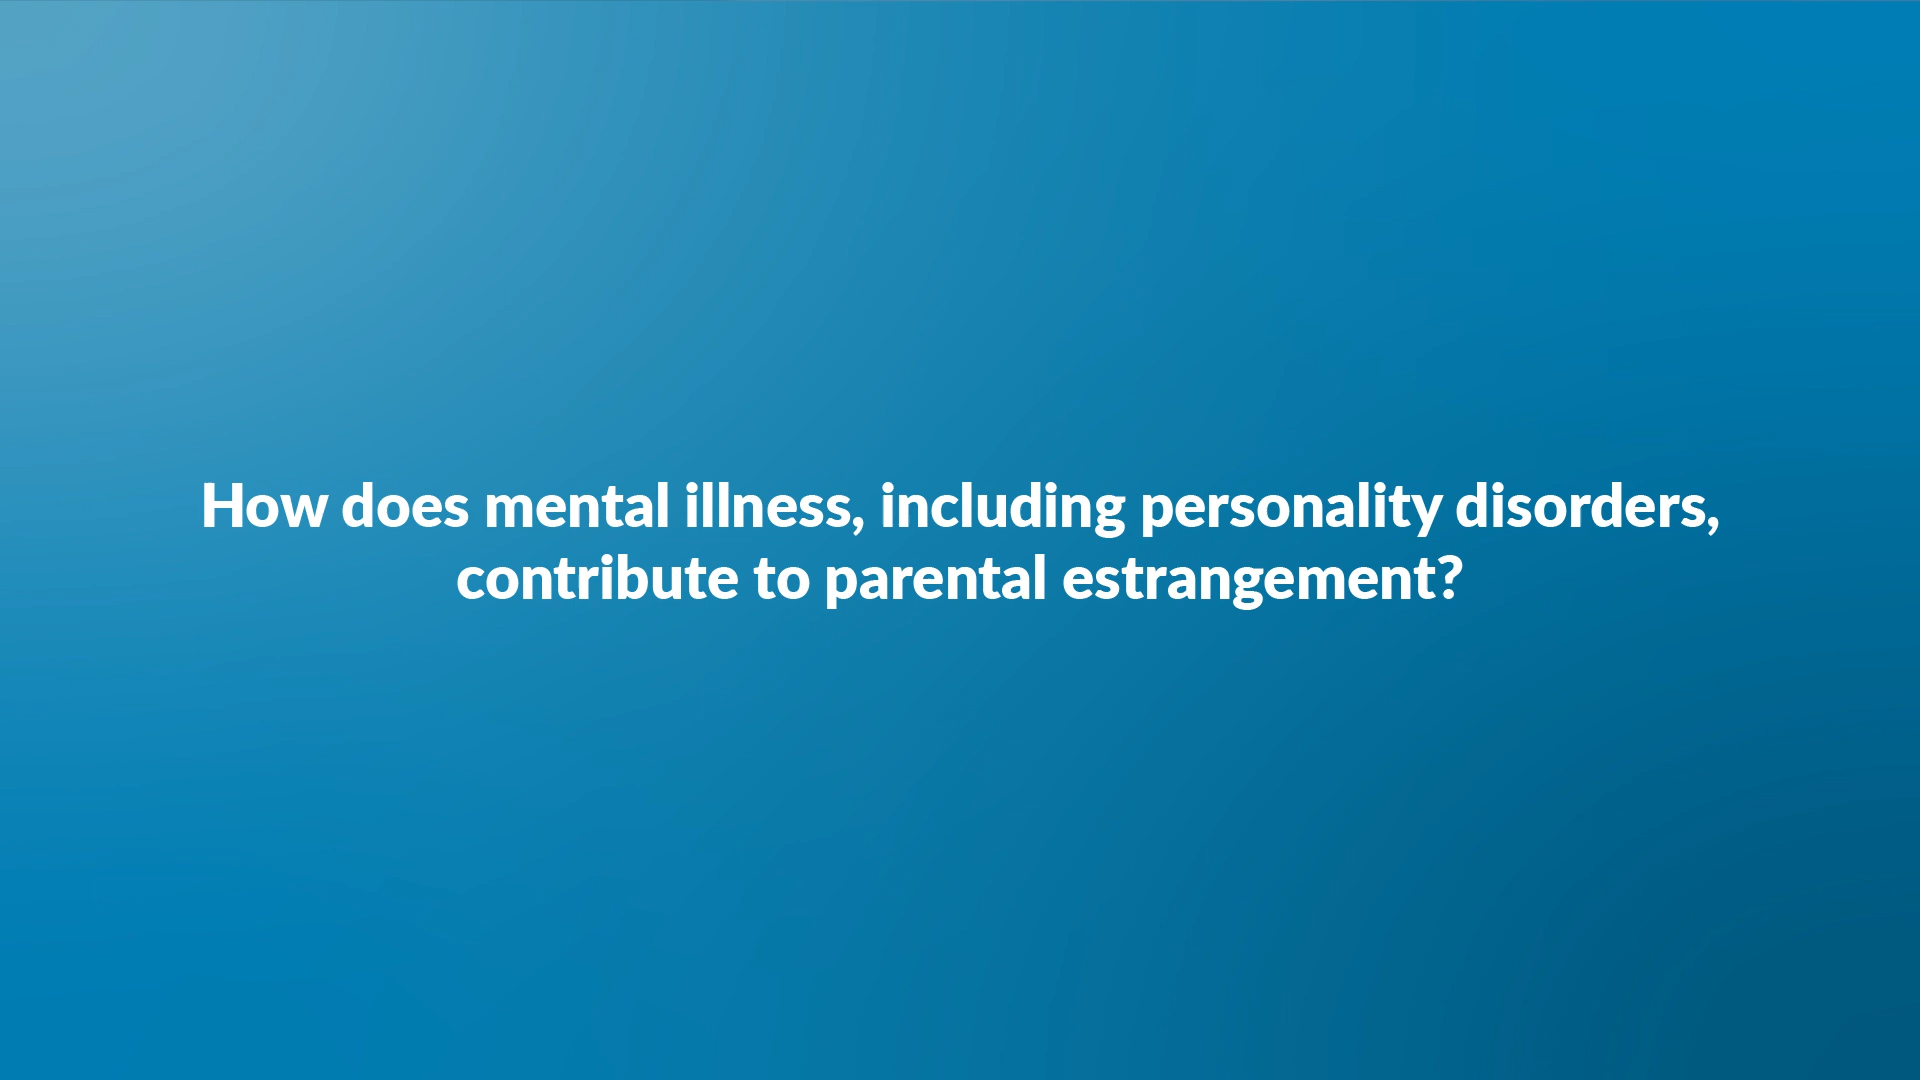 How does mental illness, including personality disorders,
contribute to parental estrangement?